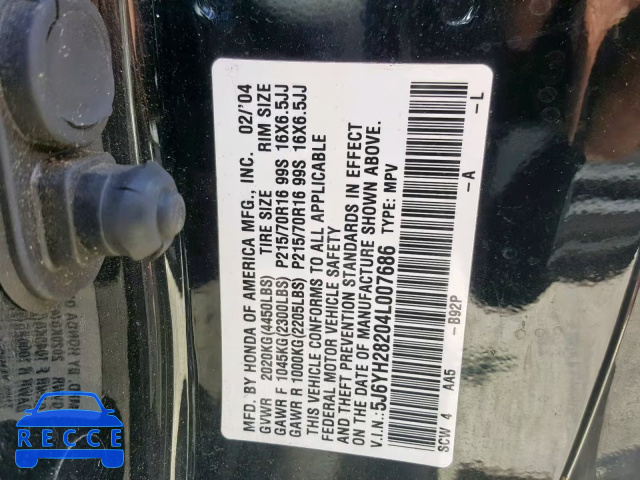 MFD. BY HONDA OF AMERICA MFG. INC. 02/'04
GVWR 2020KG(4450LBS) TIRE SIZE RIM SIZE
GAWR F 1045KG(2300LBS) P215/70R16 99S 16X6.5JJ
GAWR R 1000KG(2205LBS) P215/70R16 99S 16X6.5JJ
THIS VEHICLE CONFORMS TO ALL APPLICABLE
FEDERAL MOTOR VEHICLE SAFETY
AND THEFT PREVENTION STANDARDS IN EFFECT
ON THE DATE OF MANUFACTURE SHOWN ABOVE.
V.I.N.:5J6YH28204L007686 TYPE: MPV
SCW 4 AA5 -B92P -A -L
RECCE